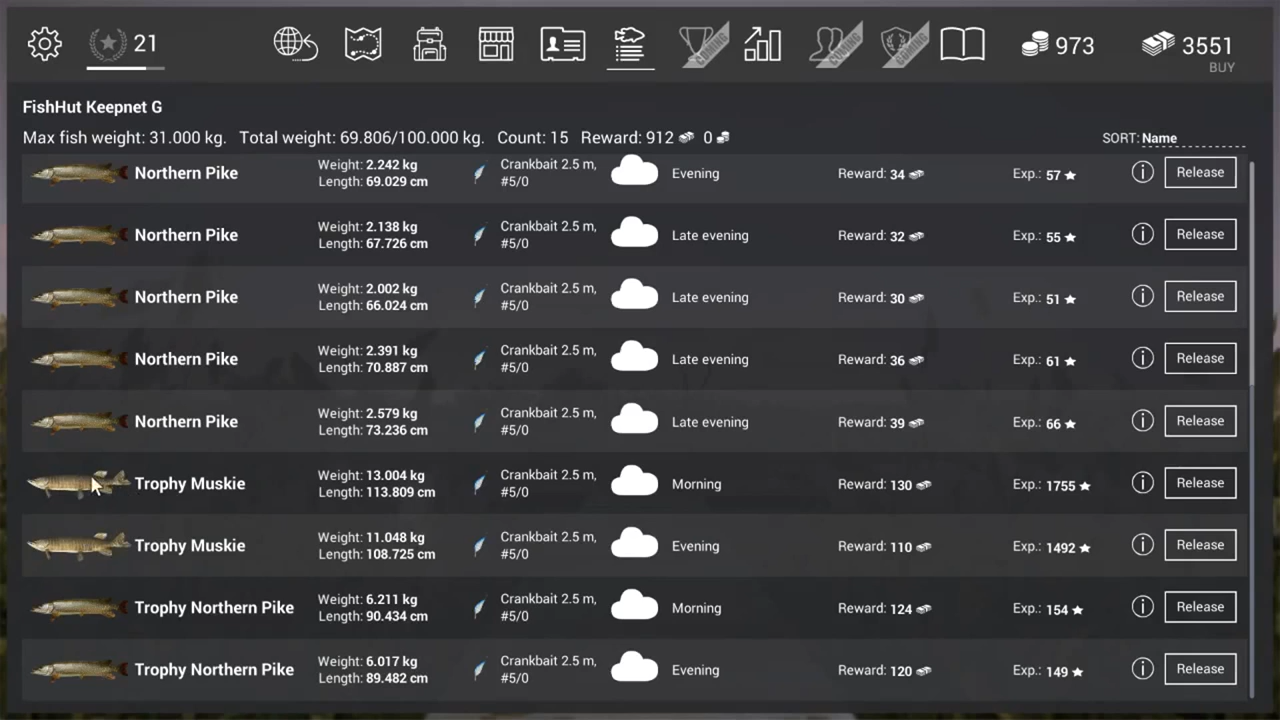 21
COMING
COMING
COMING
973
3551
BUY
FishHut Keepnet G
Max fish weight: 31.000 kg. Total weight: 69.806/100.000 kg. Count: 15 Reward: 912 0
SORT: Name
Northern Pike
Weight: 2.242 kg
Length: 69.029 cm
Crankbait 2.5 m,
#5/0
Evening
Reward: 34
Exp.: 57
Release
Northern Pike
Weight: 2.138 kg
Length: 67.726 cm
Crankbait 2.5 m,
#5/0
Late evening
Reward: 32
Exp.: 55
Release
Northern Pike
Weight: 2.002 kg
Length: 66.024 cm
Crankbait 2.5 m,
#5/0
Late evening
Reward: 30
Exp.: 51
Release
Northern Pike
Weight: 2.391 kg
Length: 70.887 cm
Crankbait 2.5 m,
#5/0
Late evening
Reward: 36
Exp.: 61
Release
Northern Pike
Weight: 2.579 kg
Length: 73.236 cm
Crankbait 2.5 m,
#5/0
Late evening
Reward: 39
Exp.: 66
Release
Trophy Muskie
Weight: 13.004 kg
Length: 113.809 cm
Crankbait 2.5 m,
#5/0
Morning
Reward: 130
Exp.: 1755
Release
Trophy Muskie
Weight: 11.048 kg
Length: 108.725 cm
Crankbait 2.5 m,
#5/0
Evening
Reward: 110
Exp.: 1492
Release
Trophy Northern Pike
Weight: 6.211 kg
Length: 90.434 cm
Crankbait 2.5 m,
#5/0
Morning
Reward: 124
Exp.: 154
Release
Trophy Northern Pike
Weight: 6.017 kg
Length: 89.482 cm
Crankbait 2.5 m,
#5/0
Evening
Reward: 120
Exp.: 149
Release